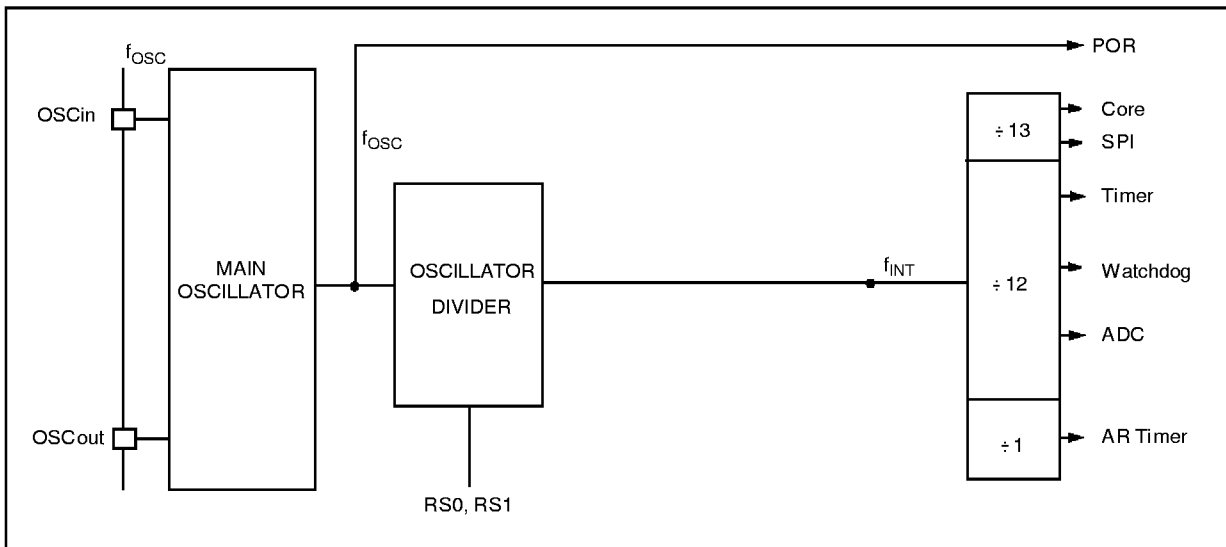 fOSC
POR
OSCin
fOSC
÷ 13
Core
SPI
Timer
MAIN
OSCILLATOR
OSCILLATOR
DIVIDER
fINT
÷ 12
Watchdog
ADC
OSCout
÷ 1
AR Timer
RS0, RS1